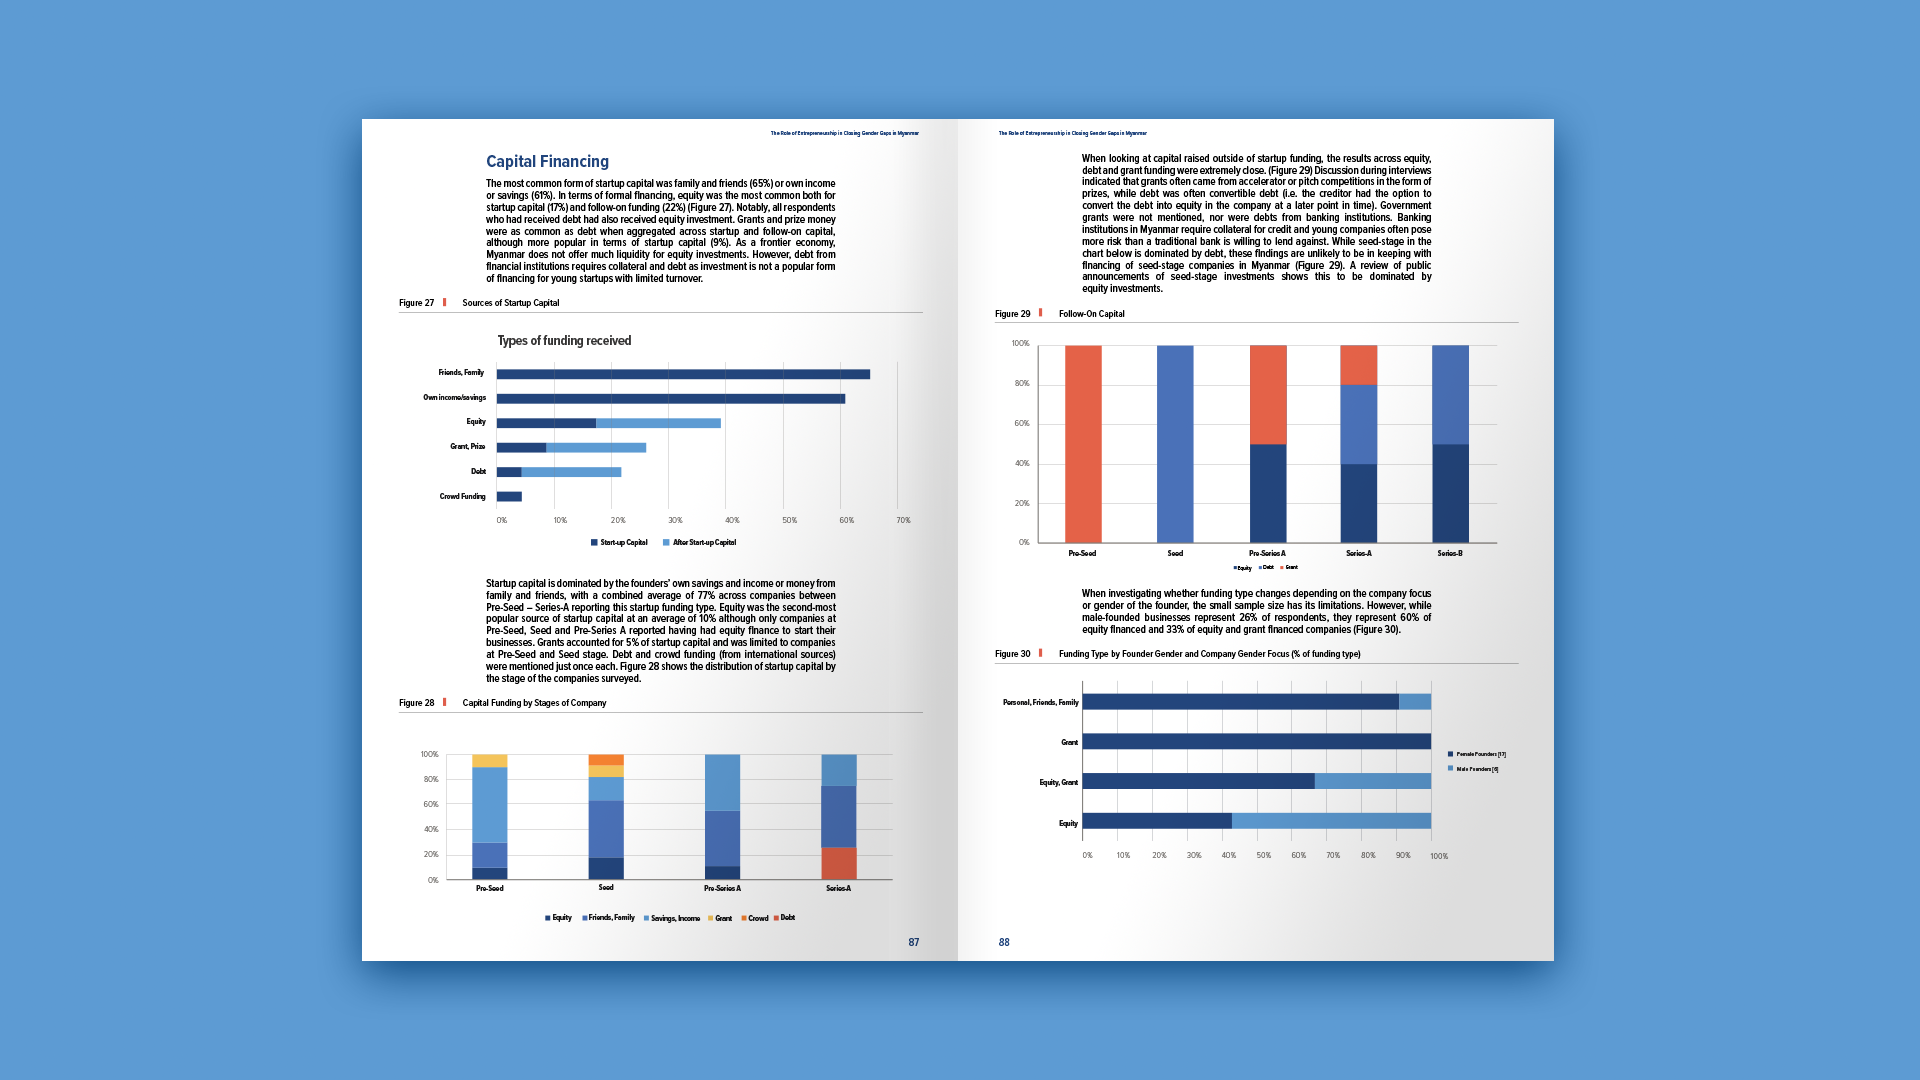 The Role of Entrepreneurship in Closing Gender Gaps in Myanmar
Capital Financing
The most common form of startup capital was family and friends (65%) or own income
or savings (61%). In terms of formal financing, equity was the most common both for
startup capital (17%) and follow-on funding (22%) (Figure 27). Notably, all respondents
who had received debt had also received equity investment. Grants and prize money
were as common as debt when aggregated across startup and follow-on capital,
although more popular in terms of startup capital (9%). As a frontier economy,
Myanmar does not offer much liquidity for equity investments. However, debt from
financial institutions requires collateral and debt as investment is not a popular form
of financing for young startups with limited turnover.
Figure 27 Sources of Startup Capital
Types of funding received
Friends, Family
Own income/savings
Equity
Grant, Prize
Debt
Crowd Funding
0% 10% 20% 30% 40% 50% 60% 70%
Start-up Capital After Start-up Capital
Startup capital is dominated by the founders' own savings and income or money from
family and friends, with a combined average of 77% across companies between
Pre-Seed – Series-A reporting this startup funding type. Equity was the second-most
popular source of startup capital at an average of 10% although only companies at
Pre-Seed, Seed and Pre-Series A reported having had equity finance to start their
businesses. Grants accounted for 5% of startup capital and was limited to companies
at Pre-Seed and Seed stage. Debt and crowd funding (from international sources)
were mentioned just once each. Figure 28 shows the distribution of startup capital by
the stage of the companies surveyed.
Figure 28 Capital Funding by Stages of Company
100%
80%
60%
40%
20%
0%
Pre-Seed Seed Pre-Series A Series-A
Equity Friends, Family Savings, Income Grant Crowd Debt
87
The Role of Entrepreneurship in Closing Gender Gaps in Myanmar
When looking at capital raised outside of startup funding, the results across equity,
debt and grant funding were extremely close. (Figure 29) Discussion during interviews
indicated that grants often came from accelerator or pitch competitions in the form of
prizes, while debt was often convertible debt (i.e. the creditor had the option to
convert the debt into equity in the company at a later point in time). Government
grants were not mentioned, nor were debts from banking institutions. Banking
institutions in Myanmar require collateral for credit and young companies often pose
more risk than a traditional bank is willing to lend against. While seed-stage in the
chart below is dominated by debt, these findings are unlikely to be in keeping with
financing of seed-stage companies in Myanmar (Figure 29). A review of public
announcements of seed-stage investments shows this to be dominated by
equity investments.
Figure 29 Follow-On Capital
100%
80%
60%
40%
20%
0%
Pre-Seed Seed Pre-Series A Series-A Series-B
Equity Debt Grant
When investigating whether funding type changes depending on the company focus
or gender of the founder, the small sample size has its limitations. However, while
male-founded businesses represent 26% of respondents, they represent 60% of
equity financed and 33% of equity and grant financed companies (Figure 30).
Figure 30 Funding Type by Founder Gender and Company Gender Focus (% of funding type)
Personal, Friends, Family
Grant
Equity, Grant
Equity
0% 10% 20% 30% 40% 50% 60% 70% 80% 90% 100%
Female Founders [17]
Male Founders [6]
88